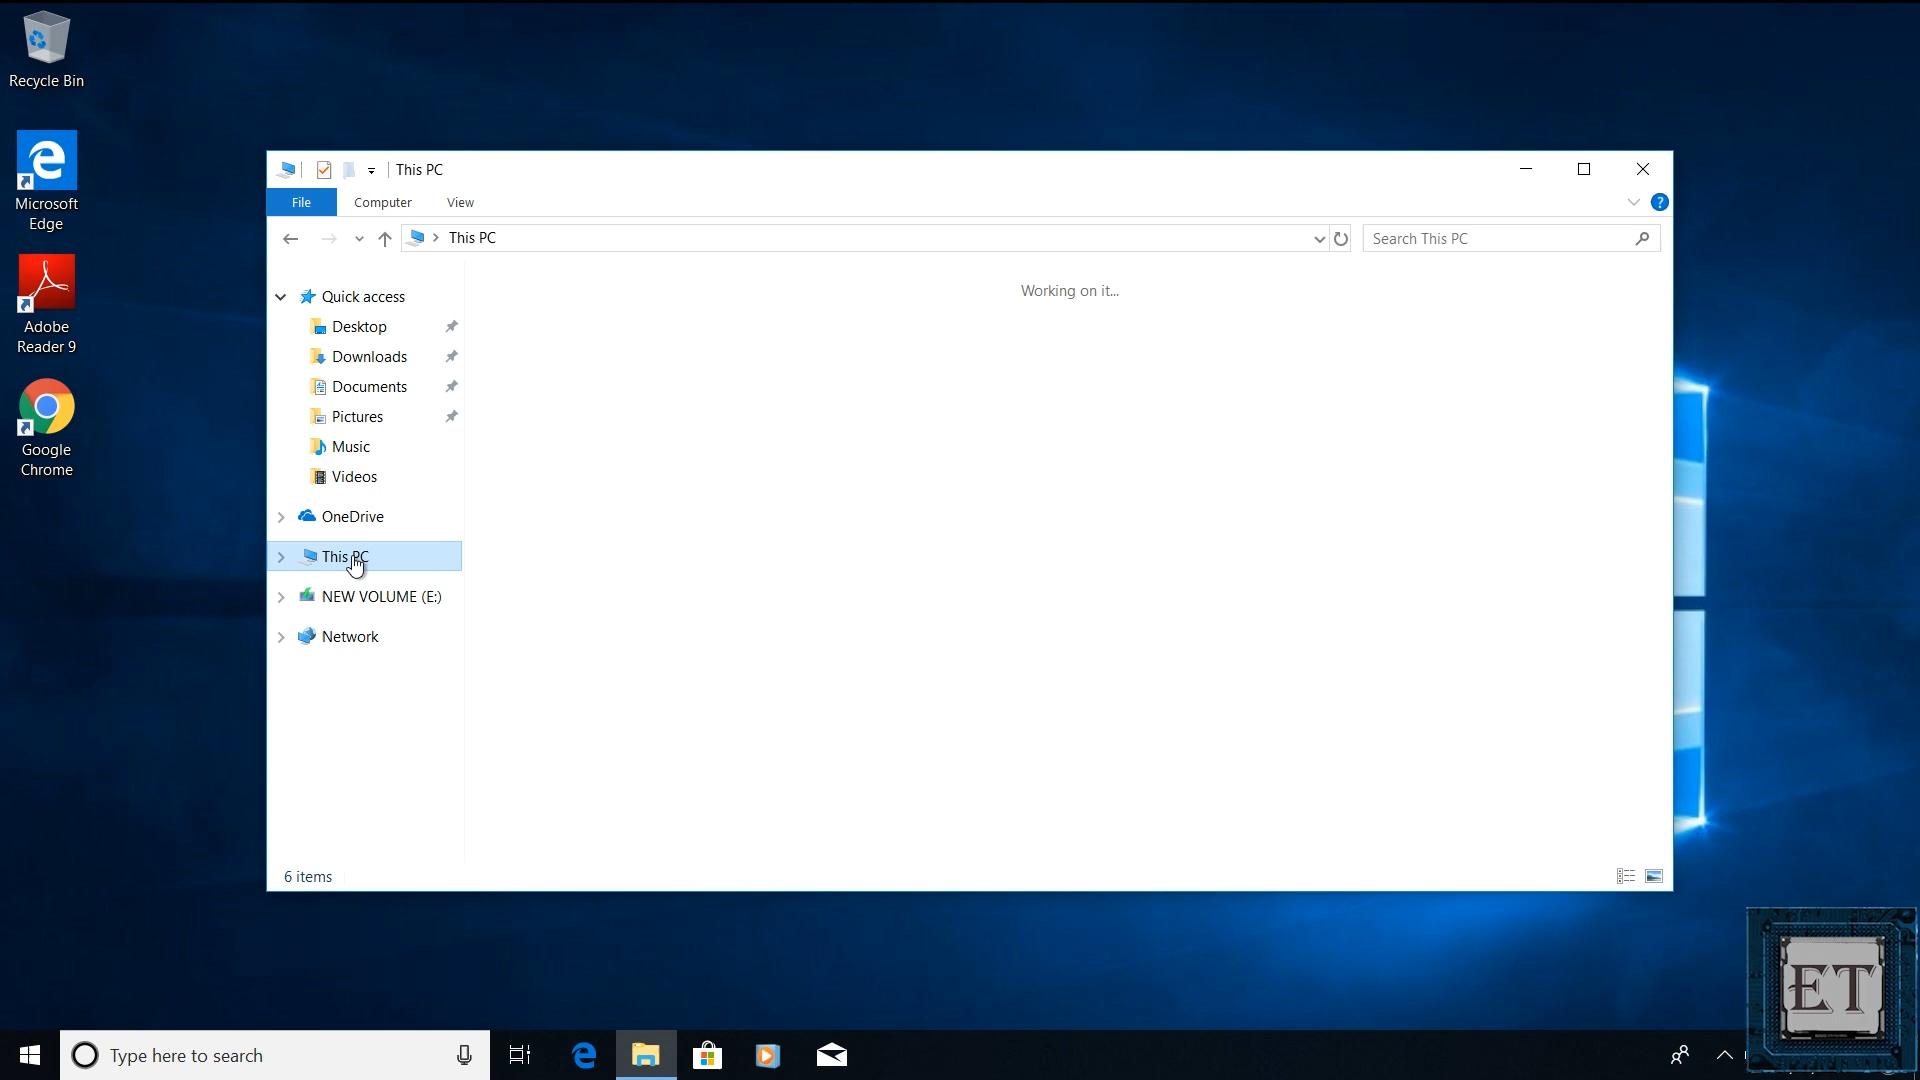 Recycle Bin
Microsoft
Edge
Adobe
Reader 9
Google
Chrome
This PC
File
Computer
View
?
This PC
Search This PC
Working on it...
Quick access
Desktop
Downloads
Documents
Pictures
Music
Videos
OneDrive
This PC
NEW VOLUME (E:)
Network
6 items
ET
Type here to search